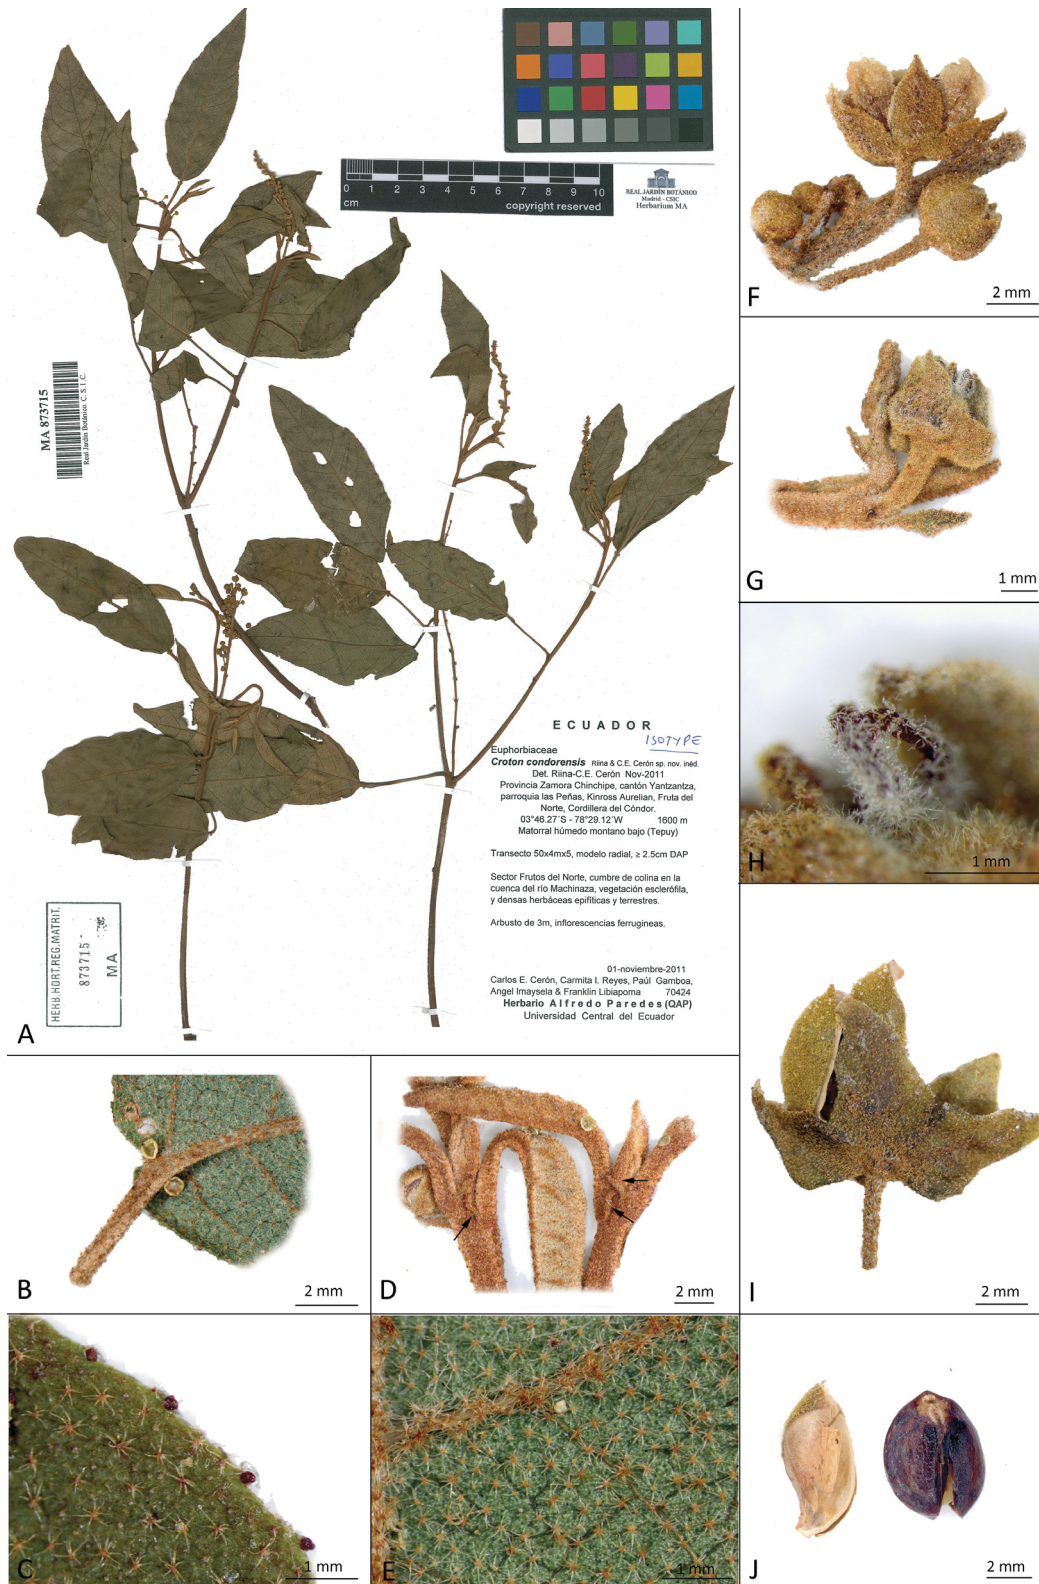 0 1 2 3 4 5 6 7 8 9 10
cm
copyright reserved
REAL JARDÍN BOTÁNICO
Madrid - CSIC
Herbarium MA
MA 873715
Real Jardín Botánico. C. S. I. C.
ECUADOR
ISOTYPE
Euphorbiaceae
Croton condorensis Riina & C.E. Cerón sp. nov. inéd.
Det. Riina-C.E. Cerón Nov-2011
Provincia Zamora Chinchipe, cantón Yantzantza,
parroquia las Peñas, Kinross Aurelian, Fruta del
Norte, Cordillera del Cóndor.
03°46.27´S - 78°29.12´W 1600 m
Matorral húmedo montano bajo (Tepuy)
Transecto 50x4mx5, modelo radial, ≥ 2.5cm DAP
Sector Frutos del Norte, cumbre de colina en la
cuenca del río Machinaza, vegetación esclerófila,
y densas herbáceas epifíticas y terrestres.
Arbusto de 3m, inflorescencias ferrugineas.
01-noviembre-2011
Carlos E. Cerón, Carmita I. Reyes, Paúl Gamboa,
Angel Imaysela & Franklin Libiapoma 70424
Herbario Alfredo Paredes (QAP)
Universidad Central del Ecuador
HERB.HORT.REG.MATRIT.
873715
MA
A
B
2 mm
C
1 mm
D
2 mm
E
1 mm
F
2 mm
G
1 mm
H
1 mm
I
2 mm
J
2 mm